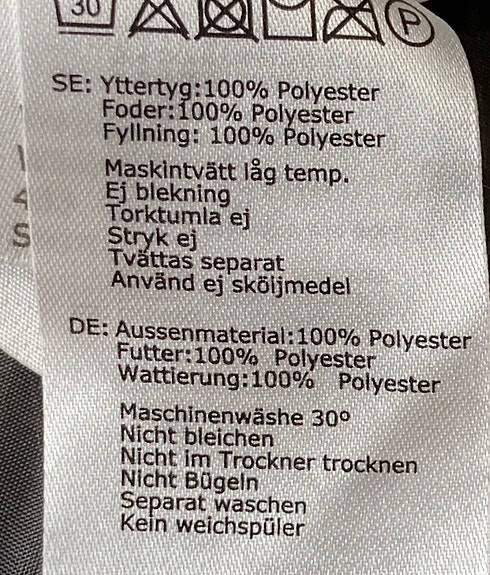 30
P
SE: Yttertyg:100% Polyester
Foder:100% Polyester
Fyllning: 100% Polyester
Maskintvätt låg temp.
Ej blekning
Torktumla ej
Stryk ej
Tvättas separat
Använd ej sköljmedel
DE: Aussenmaterial:100% Polyester
Futter:100% Polyester
Wattierung:100% Polyester
Maschinenwäshe 30º
Nicht bleichen
Nicht im Trockner trocknen
Nicht Bügeln
Separat waschen
Kein weichspüler